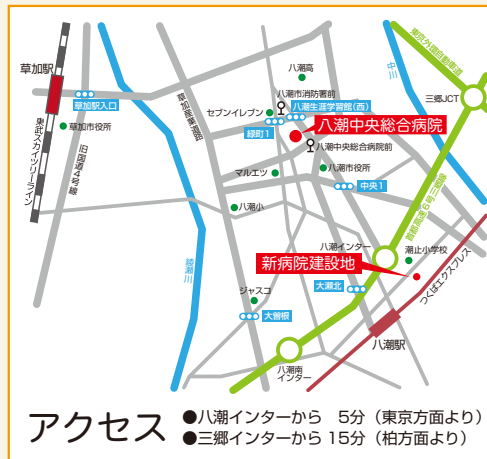 東京外環自動車道
中川
八潮高
草加駅
八潮市消防署前
三郷JCT
草加駅入口
草加産業道路
セブンイレブン
八潮生涯学習館(西)
緑町1
八潮中央総合病院
草加市役所
八潮中央総合病院前
東武スカイツリーライン
旧国道4号線
マルエツ
八潮市役所
中央1
八潮小
首都高速6号三郷線
八潮インター
潮止小学校
新病院建設地
綾瀬川
つくばエクスプレス
ジャスコ
大瀬北
大曽根
八潮駅
八潮南
インター
アクセス
●八潮インターから 5分(東京方面より)
●三郷インターから 15分(柏方面より)